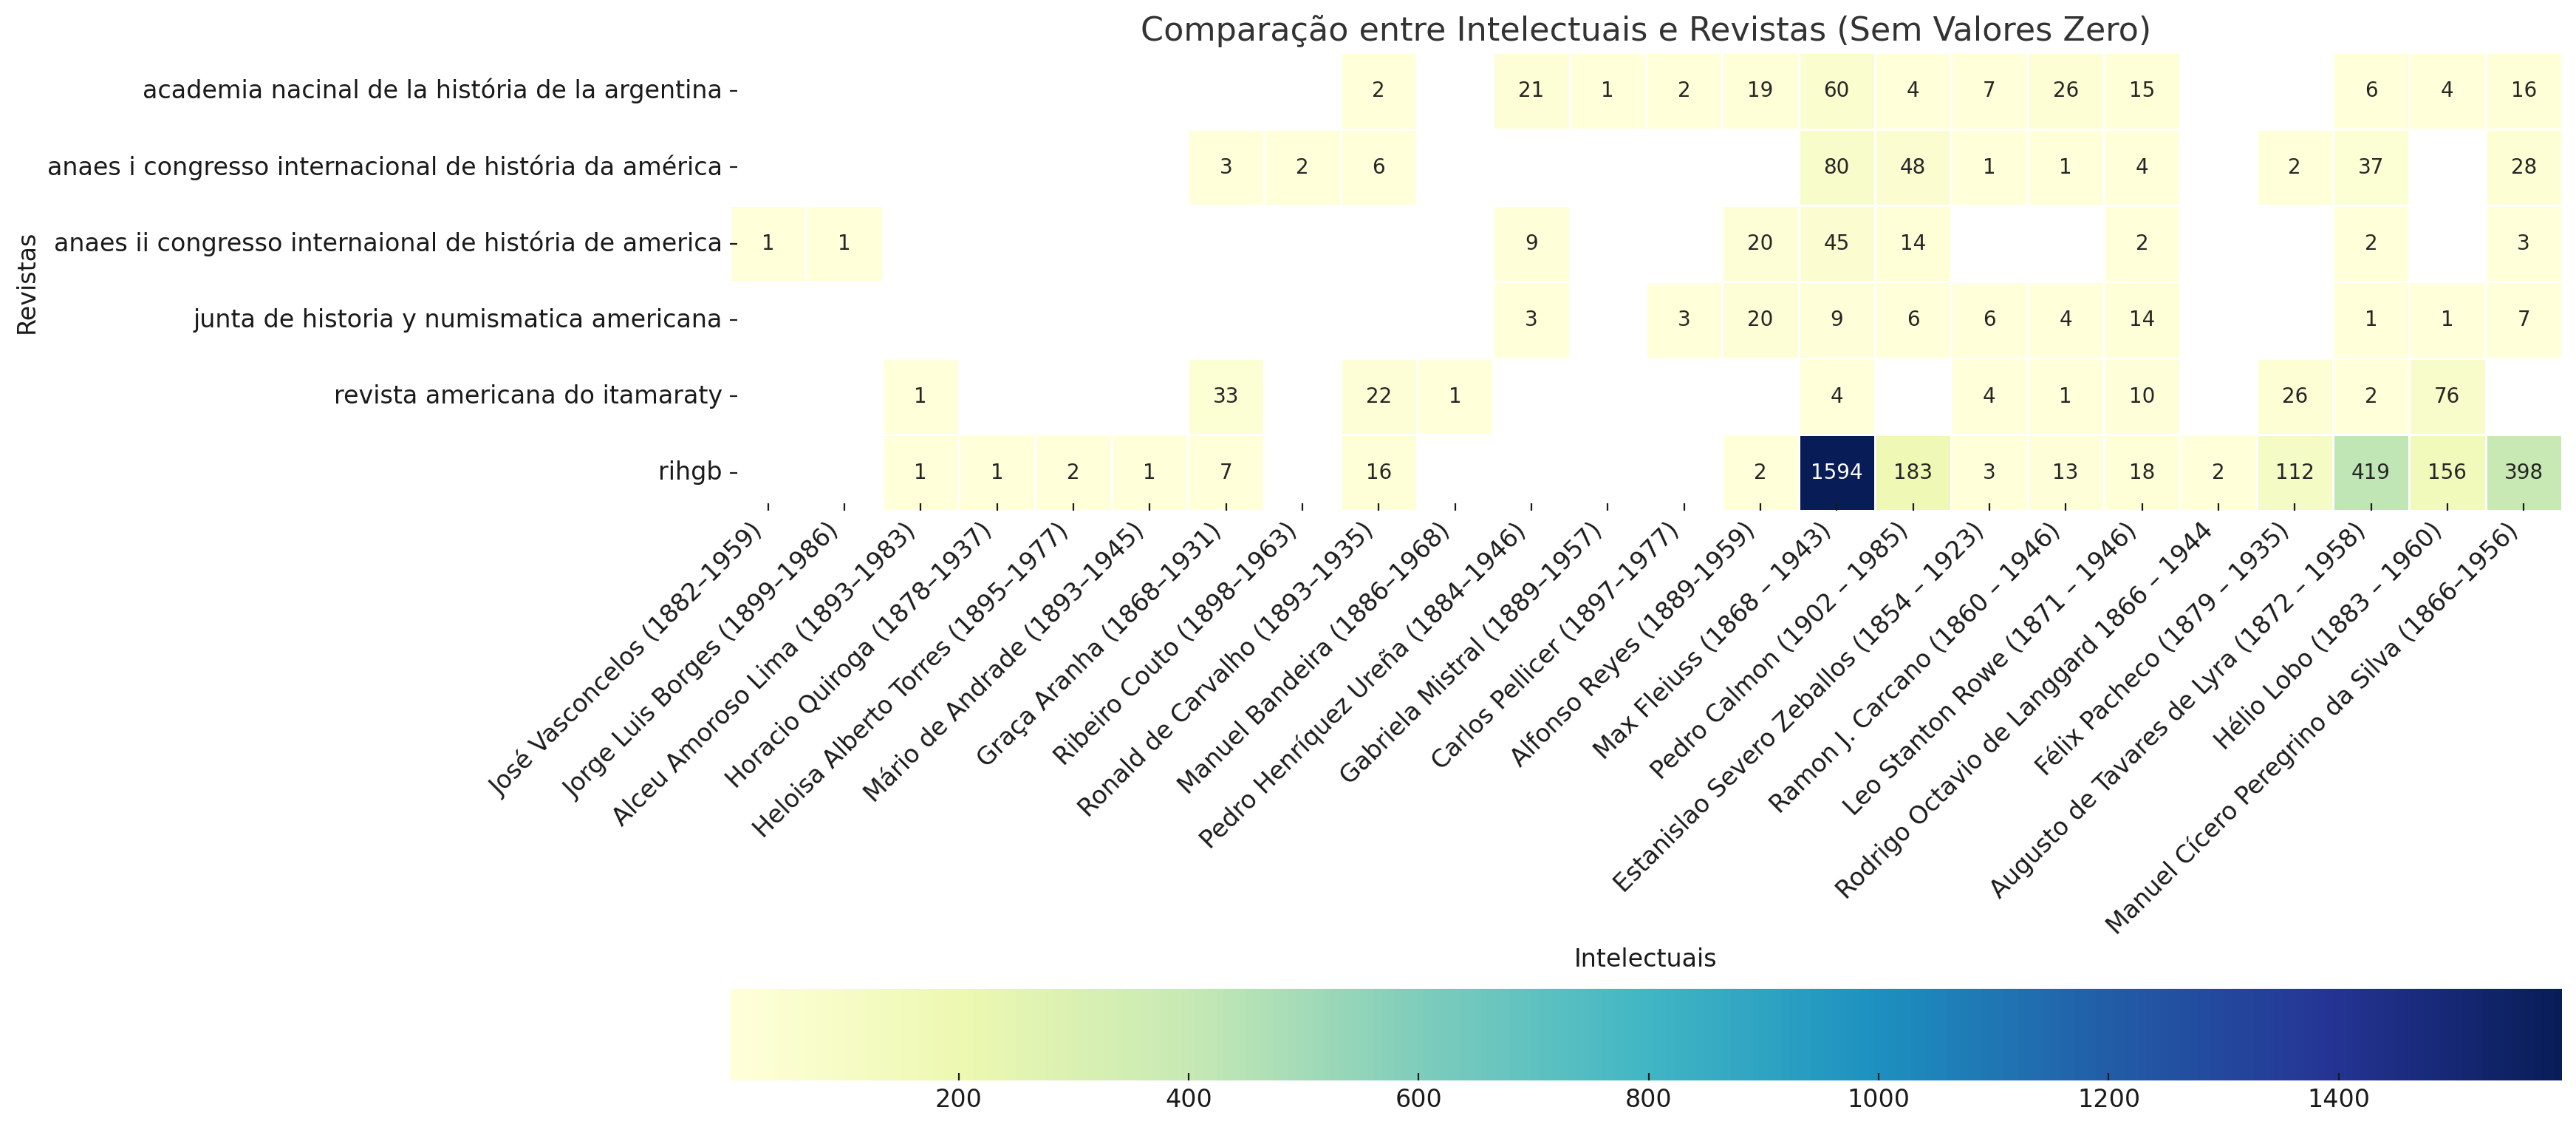 Comparação entre Intelectuais e Revistas (Sem Valores Zero)
Revistas
academia nacinal de la história de la argentina 2 21 1 2 19 60 4 7 26 15 6 4 16
anaes i congresso internacional de história da américa 3 2 6 80 48 1 1 4 2 37 28
anaes ii congresso internaional de história de america 1 1 9 20 45 14 2 2 3
junta de historia y numismatica americana 3 3 20 9 6 6 4 14 1 1 7
revista americana do itamaraty 1 33 22 1 4 4 1 10 26 2 76
rihgb 1 1 2 1 7 16 2 1594 183 3 13 18 2 112 419 156 398
José Vasconcelos (1882–1959)
Jorge Luis Borges (1899–1986)
Alceu Amoroso Lima (1893–1983)
Horacio Quiroga (1878–1937)
Heloisa Alberto Torres (1895–1977)
Mário de Andrade (1893–1945)
Graça Aranha (1868–1931)
Ribeiro Couto (1898–1963)
Ronald de Carvalho (1893–1935)
Manuel Bandeira (1886–1968)
Pedro Henríquez Ureña (1884–1946)
Gabriela Mistral (1889–1957)
Carlos Pellicer (1897–1977)
Alfonso Reyes (1889-1959)
Max Fleiuss (1868 – 1943)
Pedro Calmon (1902 – 1985)
Estanislao Severo Zeballos (1854 – 1923)
Ramon J. Carcano (1860 – 1946)
Leo Stanton Rowe (1871 – 1946)
Rodrigo Octavio de Langgard 1866 – 1944
Félix Pacheco (1879 – 1935)
Augusto de Tavares de Lyra (1872 – 1958)
Hélio Lobo (1883 – 1960)
Manuel Cícero Peregrino da Silva (1866–1956)
Intelectuais
200 400 600 800 1000 1200 1400